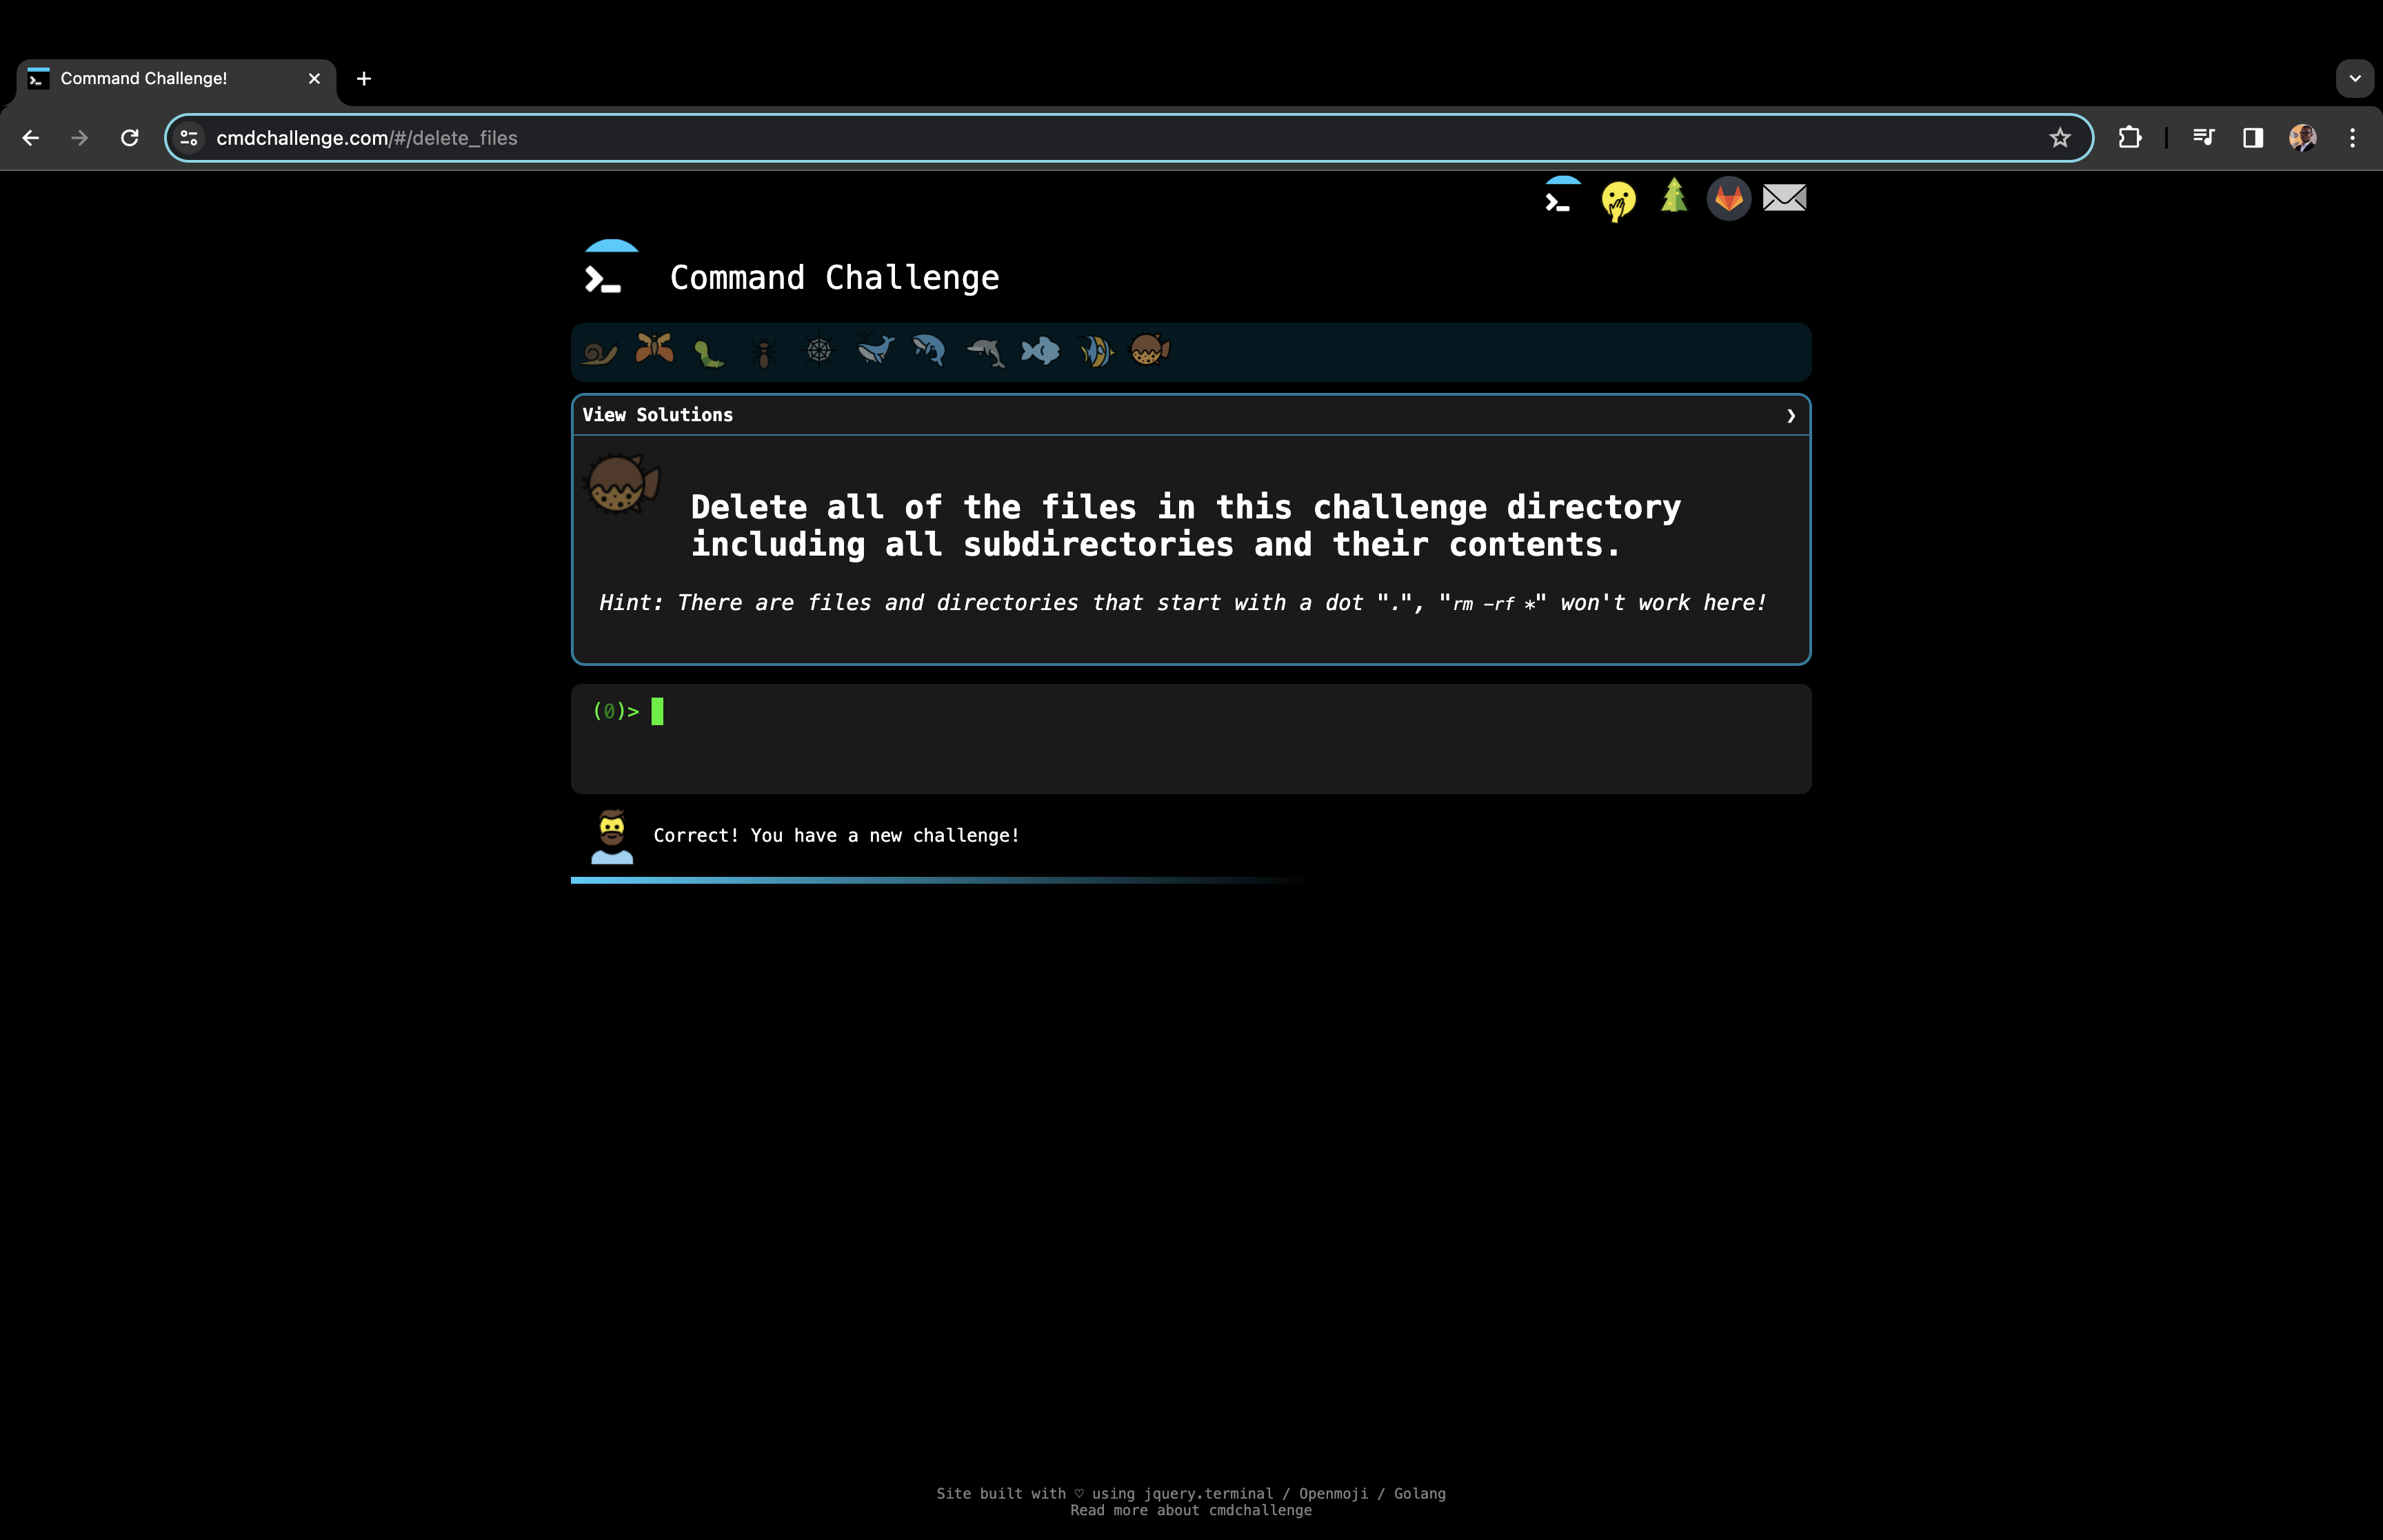 Command Challenge!
cmdchallenge.com/#/delete_files
Command Challenge
View Solutions
Delete all of the files in this challenge directory
including all subdirectories and their contents.
Hint: There are files and directories that start with a dot ".", "rm -rf *" won't work here!
(0)>
Correct! You have a new challenge!
Site built with ♡ using jquery.terminal / Openmoji / Golang
Read more about cmdchallenge